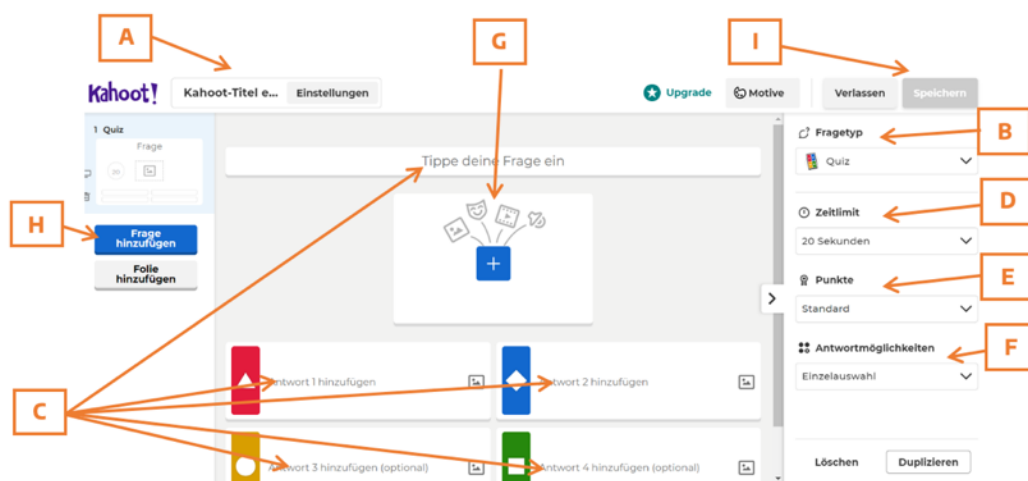 A
G
I
Kahoot!
Kahoot-Titel e...
Einstellungen
Upgrade
Motive
Verlassen
Speichern
1 Quiz
Frage
20
Tippe deine Frage ein
Fragetyp
B
Quiz
H
Frage
hinzufügen
Folie
hinzufügen
Zeitlimit
D
20 Sekunden
Punkte
E
Standard
Antwortmöglichkeiten
F
Einzelauswahl
C
Antwort 1 hinzufügen
Antwort 2 hinzufügen
Antwort 3 hinzufügen (optional)
Antwort 4 hinzufügen (optional)
Löschen
Duplizieren